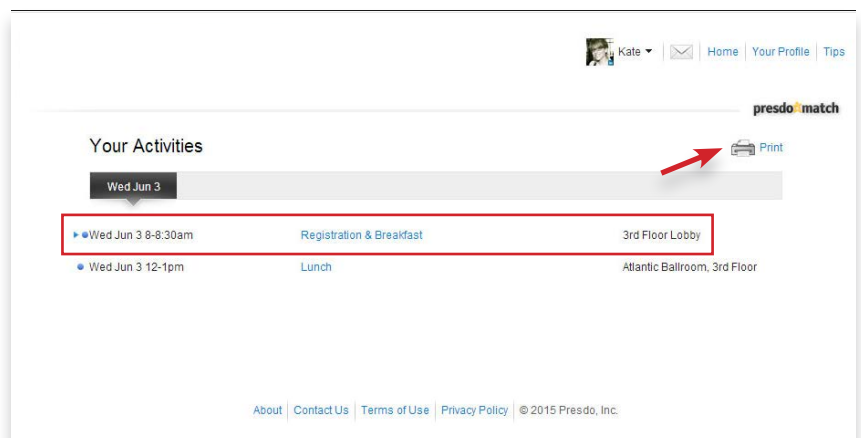 Kate Home Your Profile Tips
presdo match
Your Activities Print
Wed Jun 3
Wed Jun 3 8-8:30am Registration & Breakfast 3rd Floor Lobby
Wed Jun 3 12-1pm Lunch Atlantic Ballroom, 3rd Floor
About Contact Us Terms of Use Privacy Policy © 2015 Presdo, Inc.